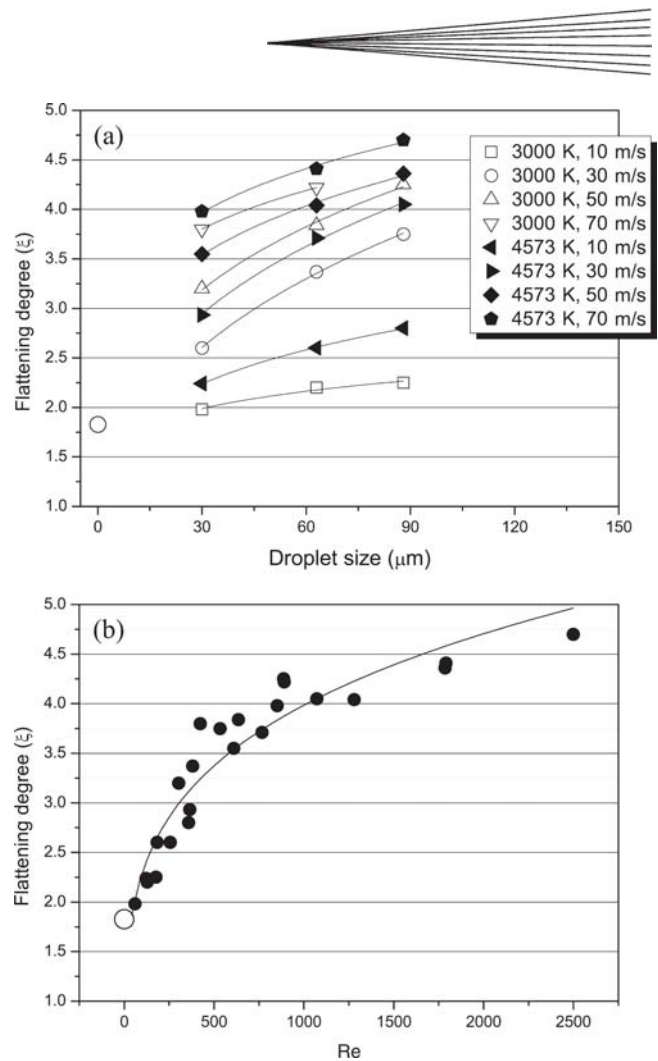 (a)
5.0
4.5
4.0
3.5
3.0
2.5
2.0
1.5
1.0
Flattening degree (ξ)
3000 K, 10 m/s
3000 K, 30 m/s
3000 K, 50 m/s
3000 K, 70 m/s
4573 K, 10 m/s
4573 K, 30 m/s
4573 K, 50 m/s
4573 K, 70 m/s
0 30 60 90 120 150
Droplet size (μm)
(b)
5.0
4.5
4.0
3.5
3.0
2.5
2.0
1.5
1.0
Flattening degree (ξ)
0 500 1000 1500 2000 2500
Re